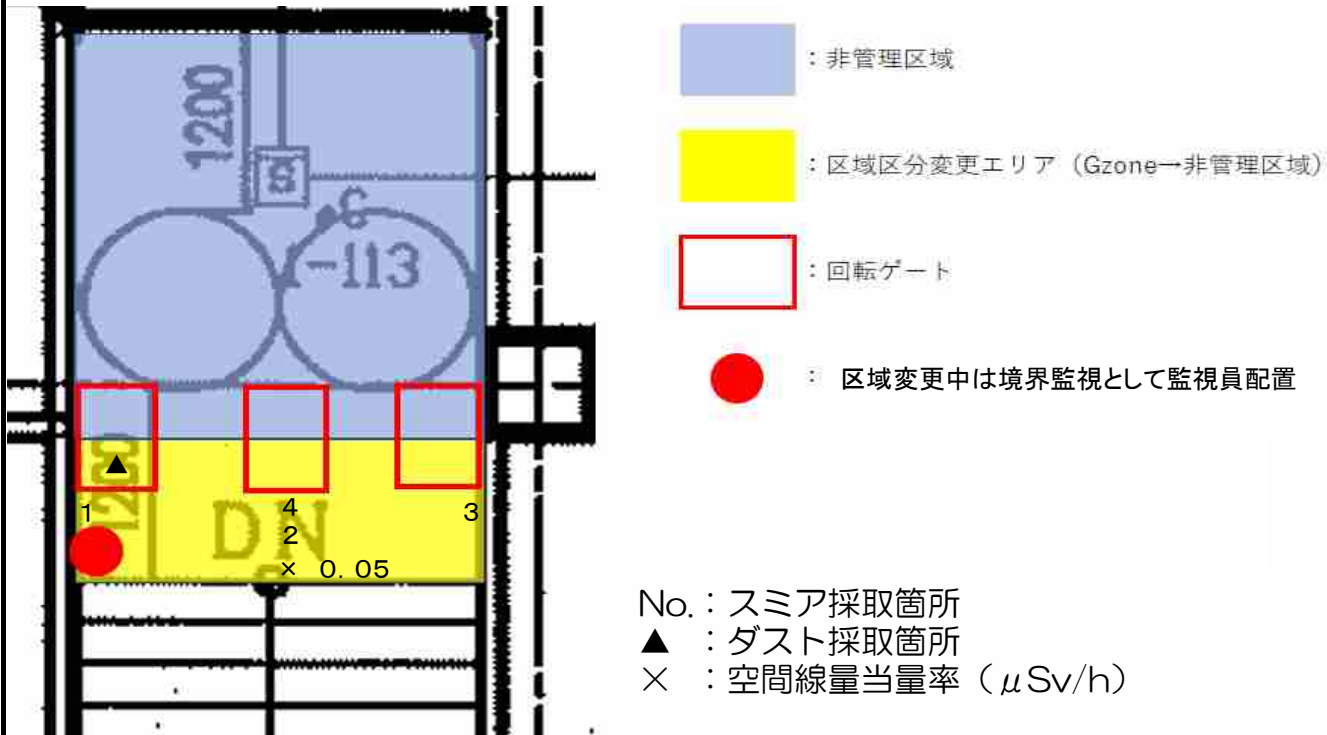 1200
S
C
1-113
1200
1
4
3
DN
2
× 0.05
：非管理区域
：区域区分変更エリア（Gzone→非管理区域）
：回転ゲート
： 区域変更中は境界監視として監視員配置
No.：スミア採取箇所
▲ ：ダスト採取箇所
× ：空間線量当量率（μSv/h）